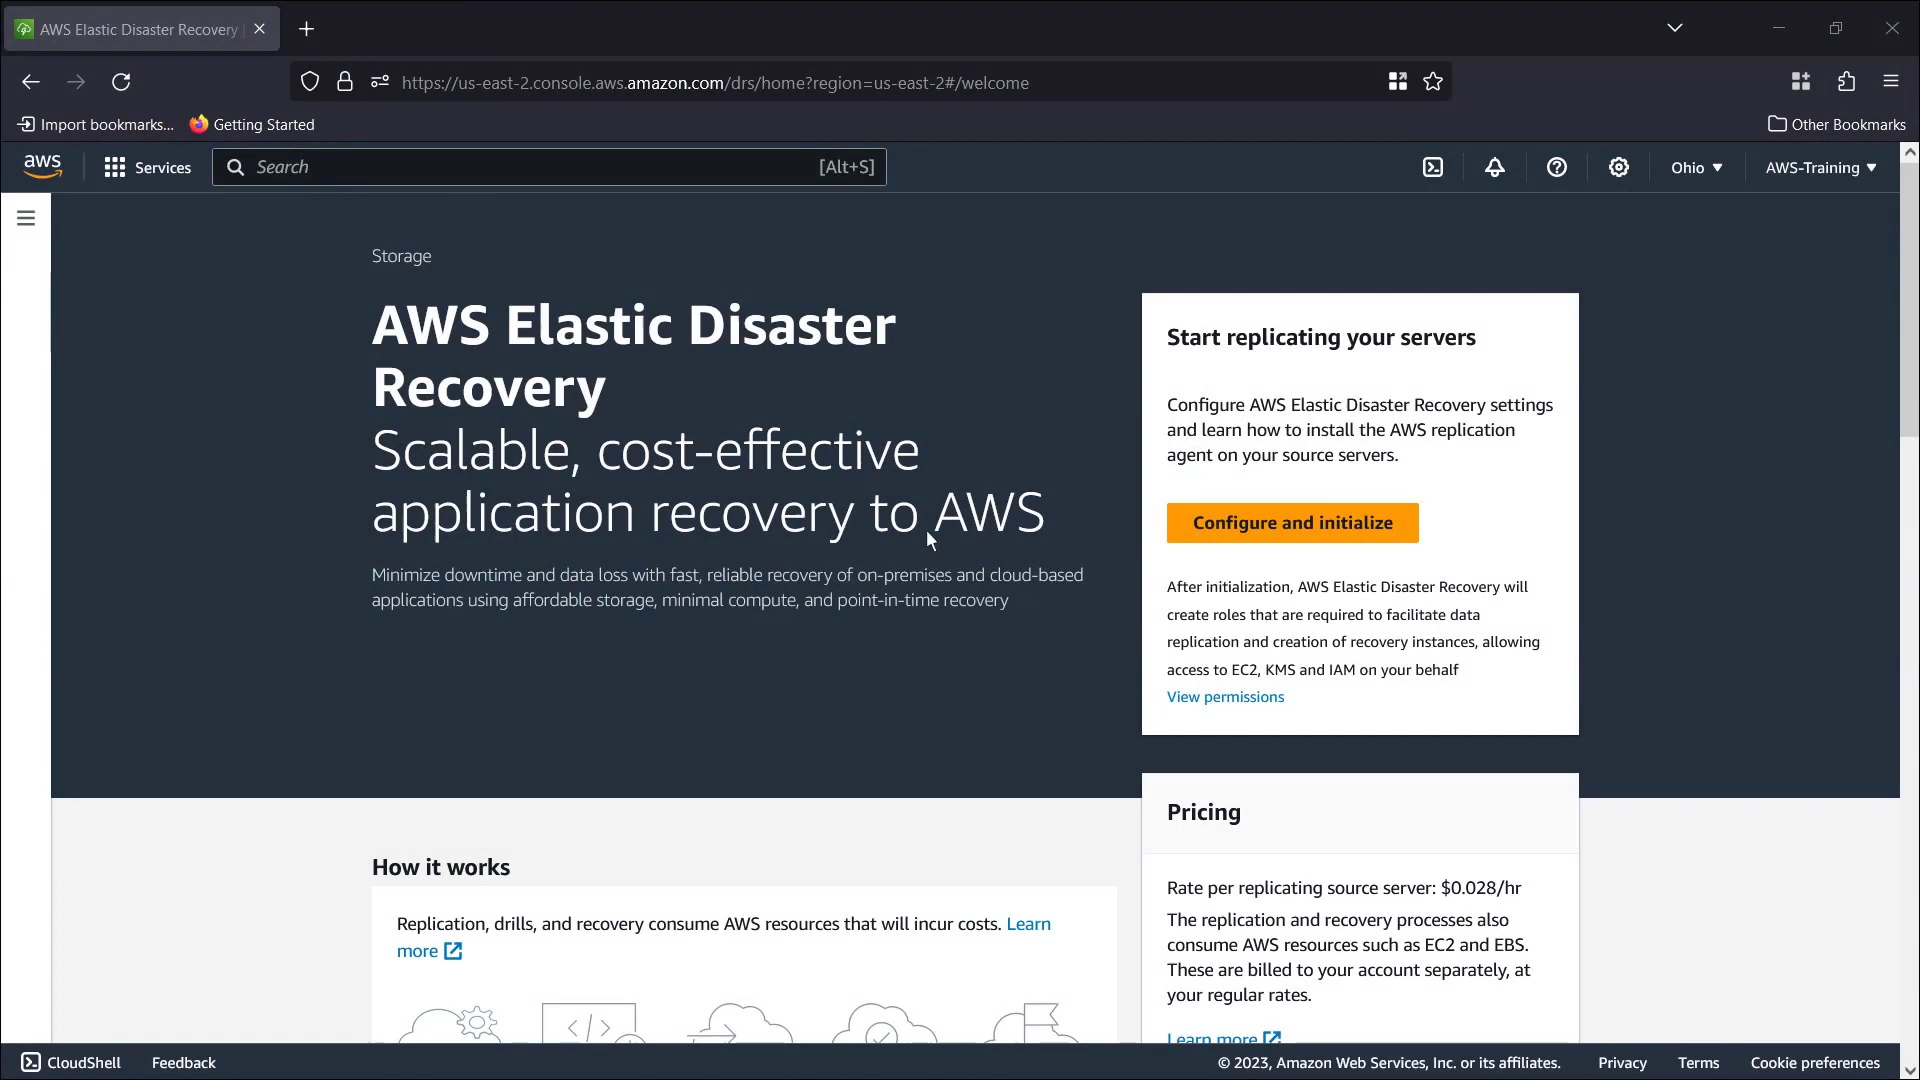 AWS Elastic Disaster Recovery
https://us-east-2.console.aws.amazon.com/drs/home?region=us-east-2#/welcome
Import bookmarks...
Getting Started
Other Bookmarks
aws
Services
Search
[Alt+S]
Ohio
AWS-Training
Storage
AWS Elastic Disaster
Recovery
Scalable, cost-effective
application recovery to AWS
Minimize downtime and data loss with fast, reliable recovery of on-premises and cloud-based
applications using affordable storage, minimal compute, and point-in-time recovery
Start replicating your servers
Configure AWS Elastic Disaster Recovery settings
and learn how to install the AWS replication
agent on your source servers.
Configure and initialize
After initialization, AWS Elastic Disaster Recovery will
create roles that are required to facilitate data
replication and creation of recovery instances, allowing
access to EC2, KMS and IAM on your behalf
View permissions
How it works
Replication, drills, and recovery consume AWS resources that will incur costs. Learn
more
</>
Pricing
Rate per replicating source server: $0.028/hr
The replication and recovery processes also
consume AWS resources such as EC2 and EBS.
These are billed to your account separately, at
your regular rates.
Learn more
CloudShell
Feedback
© 2023, Amazon Web Services, Inc. or its affiliates.
Privacy
Terms
Cookie preferences